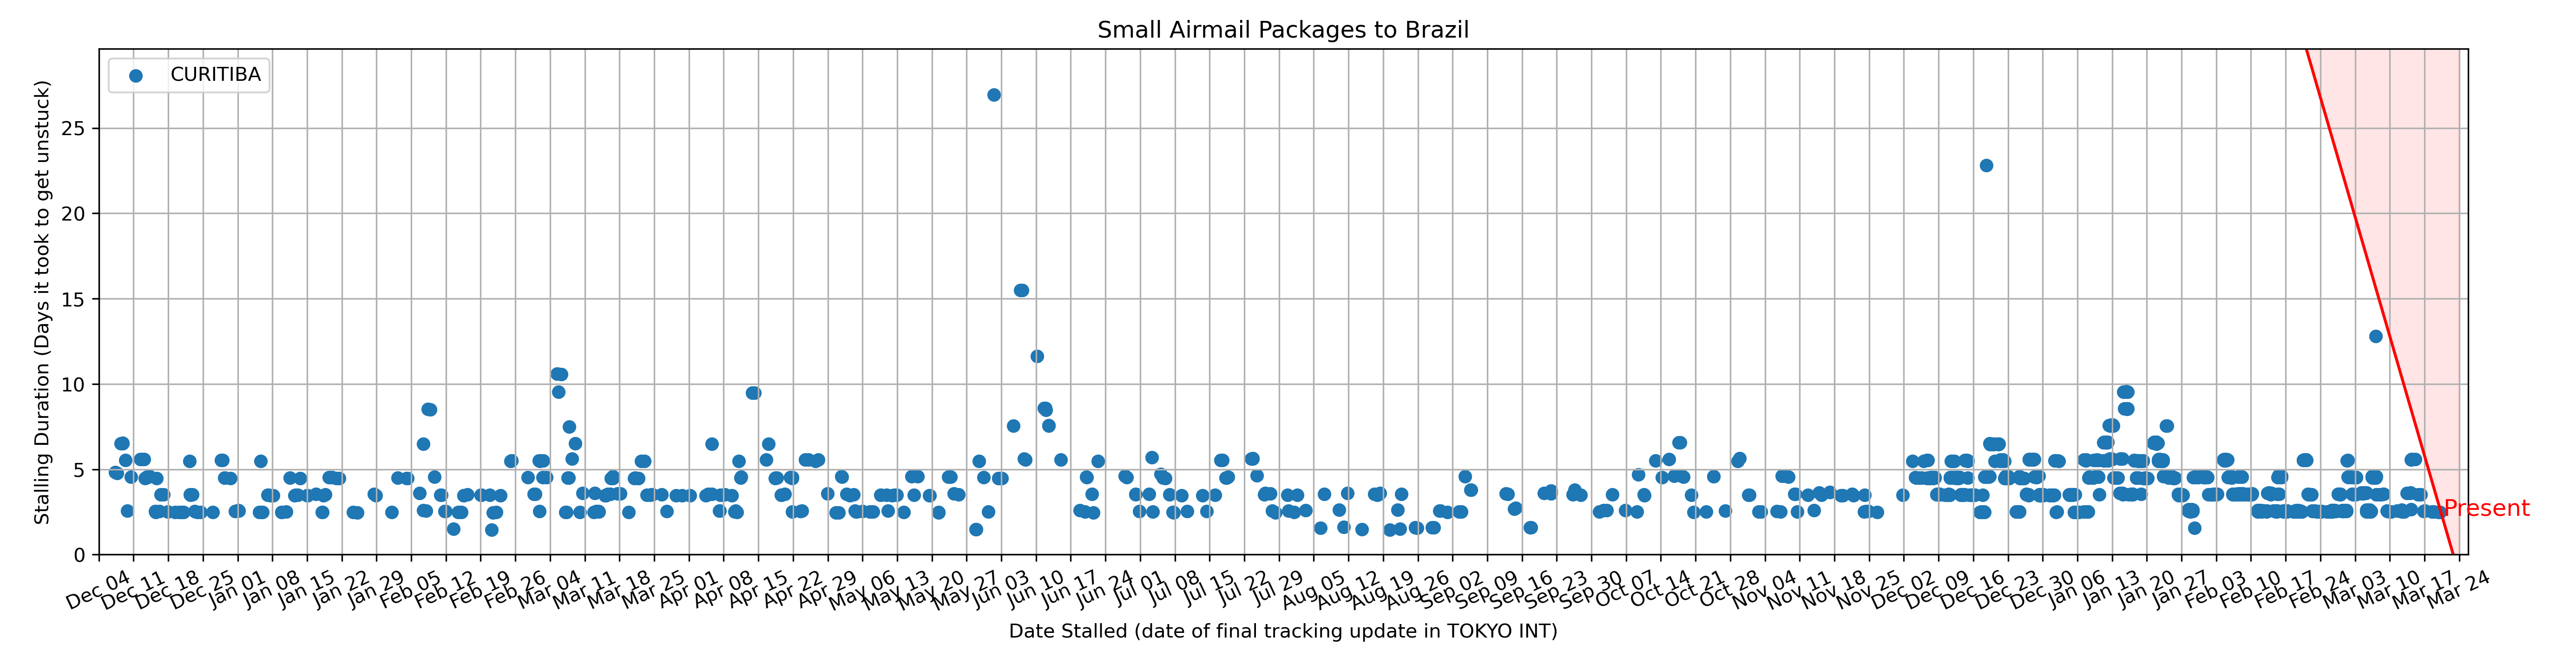 Small Airmail Packages to Brazil
CURITIBA
Stalling Duration (Days it took to get unstuck)
25
20
15
10
5
0
Present
Dec 04
Dec 11
Dec 18
Dec 25
Jan 01
Jan 08
Jan 15
Jan 22
Jan 29
Feb 05
Feb 12
Feb 19
Feb 26
Mar 04
Mar 11
Mar 18
Mar 25
Apr 01
Apr 08
Apr 15
Apr 22
Apr 29
May 06
May 13
May 20
May 27
Jun 03
Jun 10
Jun 17
Jun 24
Jul 01
Jul 08
Jul 15
Jul 22
Jul 29
Aug 05
Aug 12
Aug 19
Aug 26
Sep 02
Sep 09
Sep 16
Sep 23
Sep 30
Oct 07
Oct 14
Oct 21
Oct 28
Nov 04
Nov 11
Nov 18
Nov 25
Dec 02
Dec 09
Dec 16
Dec 23
Dec 30
Jan 06
Jan 13
Jan 20
Jan 27
Feb 03
Feb 10
Feb 17
Feb 24
Mar 03
Mar 10
Mar 17
Mar 24
Date Stalled (date of final tracking update in TOKYO INT)